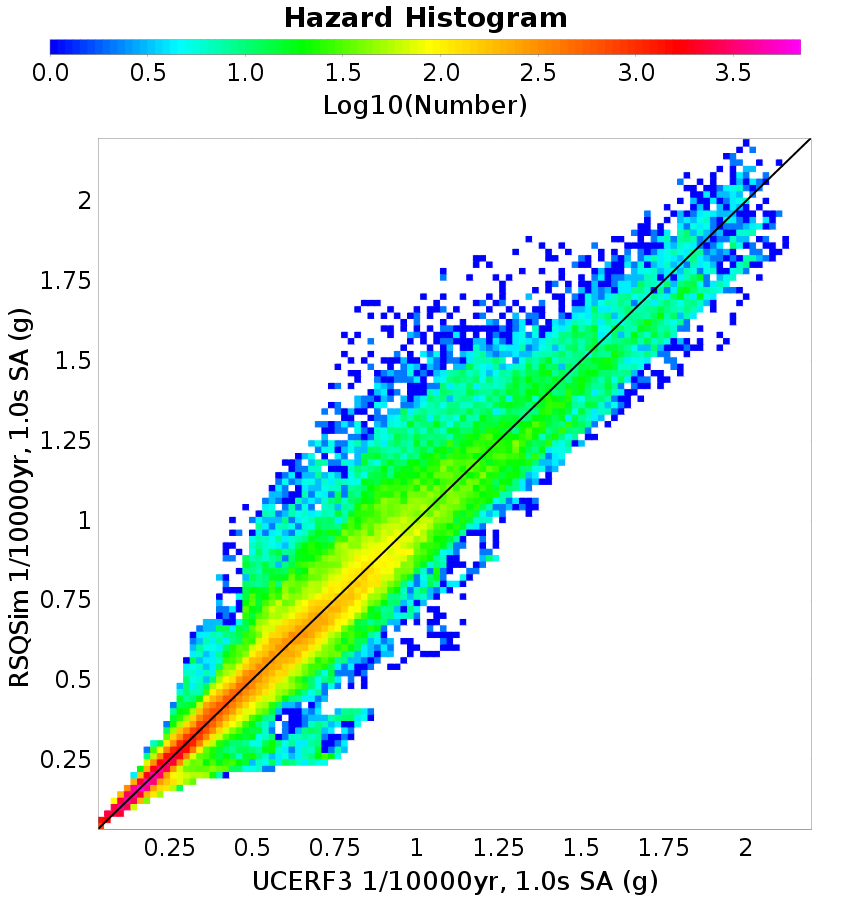 Hazard Histogram
0.0 0.5 1.0 1.5 2.0 2.5 3.0 3.5
Log10(Number)
2
1.75
1.5
1.25
1
0.75
0.5
0.25
RSQSim 1/10000yr, 1.0s SA (g)
0.25 0.5 0.75 1 1.25 1.5 1.75 2
UCERF3 1/10000yr, 1.0s SA (g)